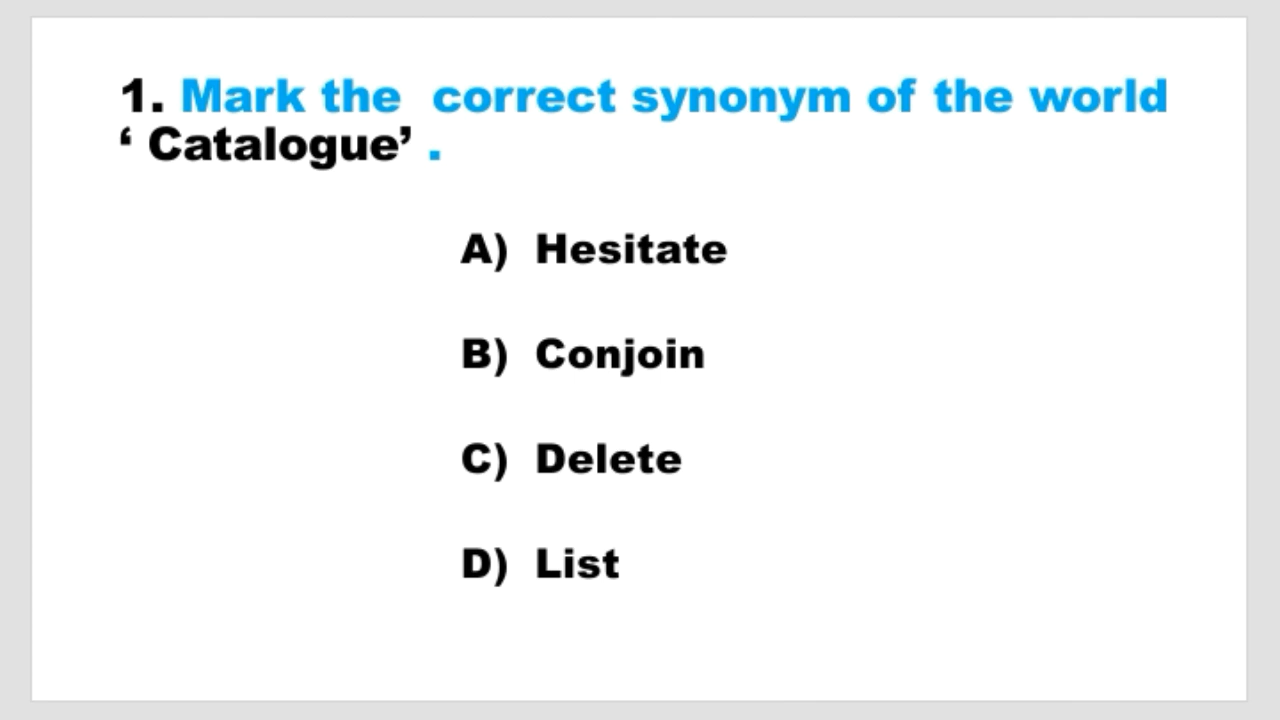 1. Mark the  correct synonym of the world
‘ Catalogue’ .
A)  Hesitate
B)  Conjoin
C)  Delete
D)  List